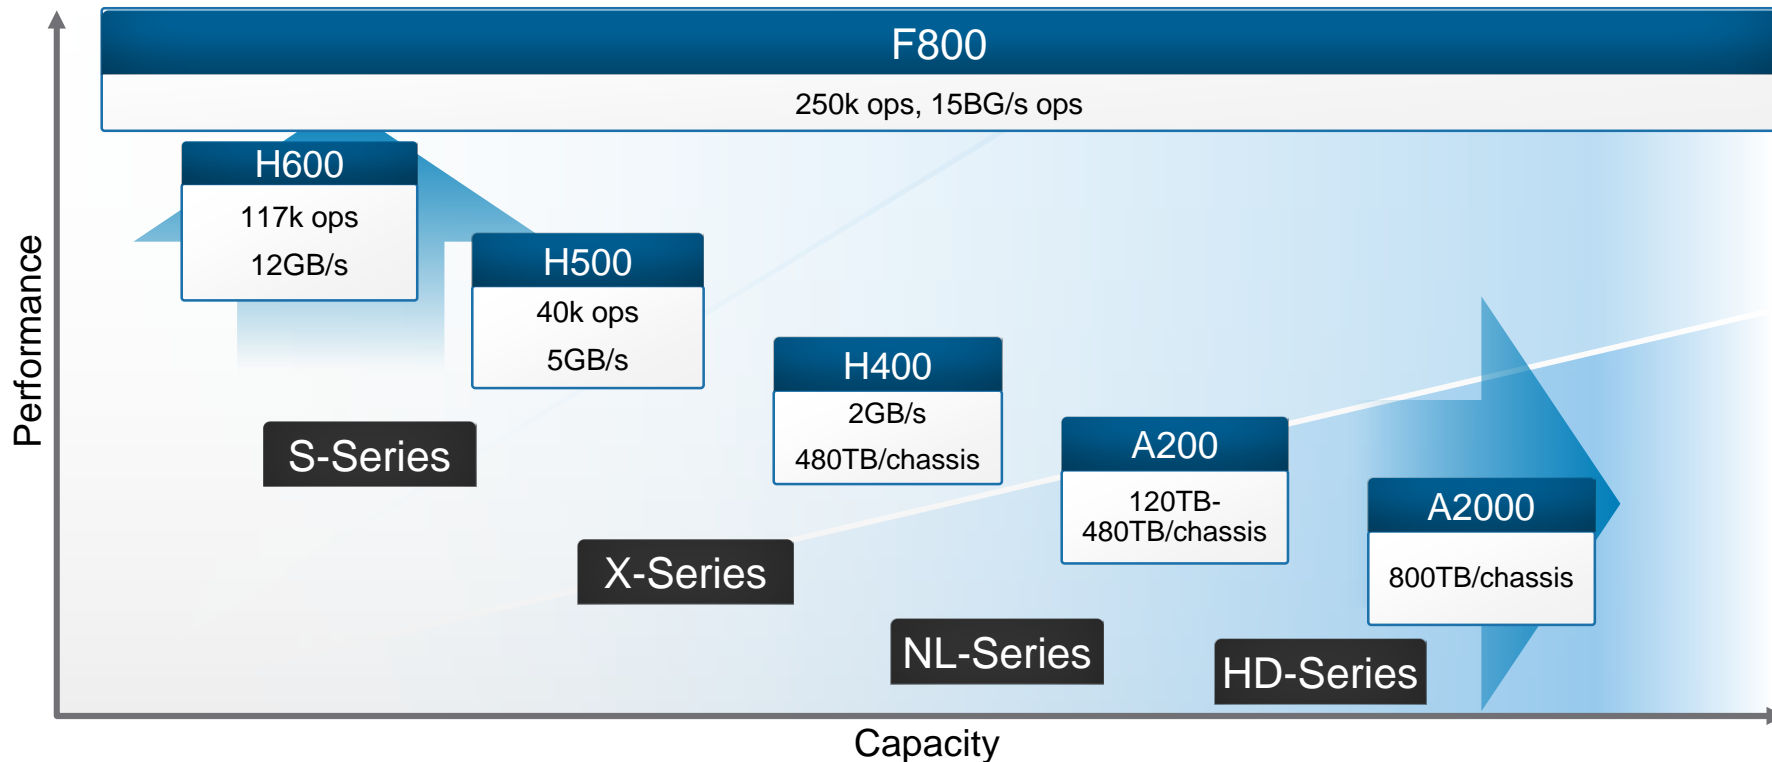 F800
250k ops, 15BG/s ops
H600
117k ops
12GB/s
H500
40k ops
5GB/s
H400
2GB/s
480TB/chassis
A200
120TB-
480TB/chassis
A2000
800TB/chassis
S-Series
X-Series
NL-Series
HD-Series
Performance
Capacity